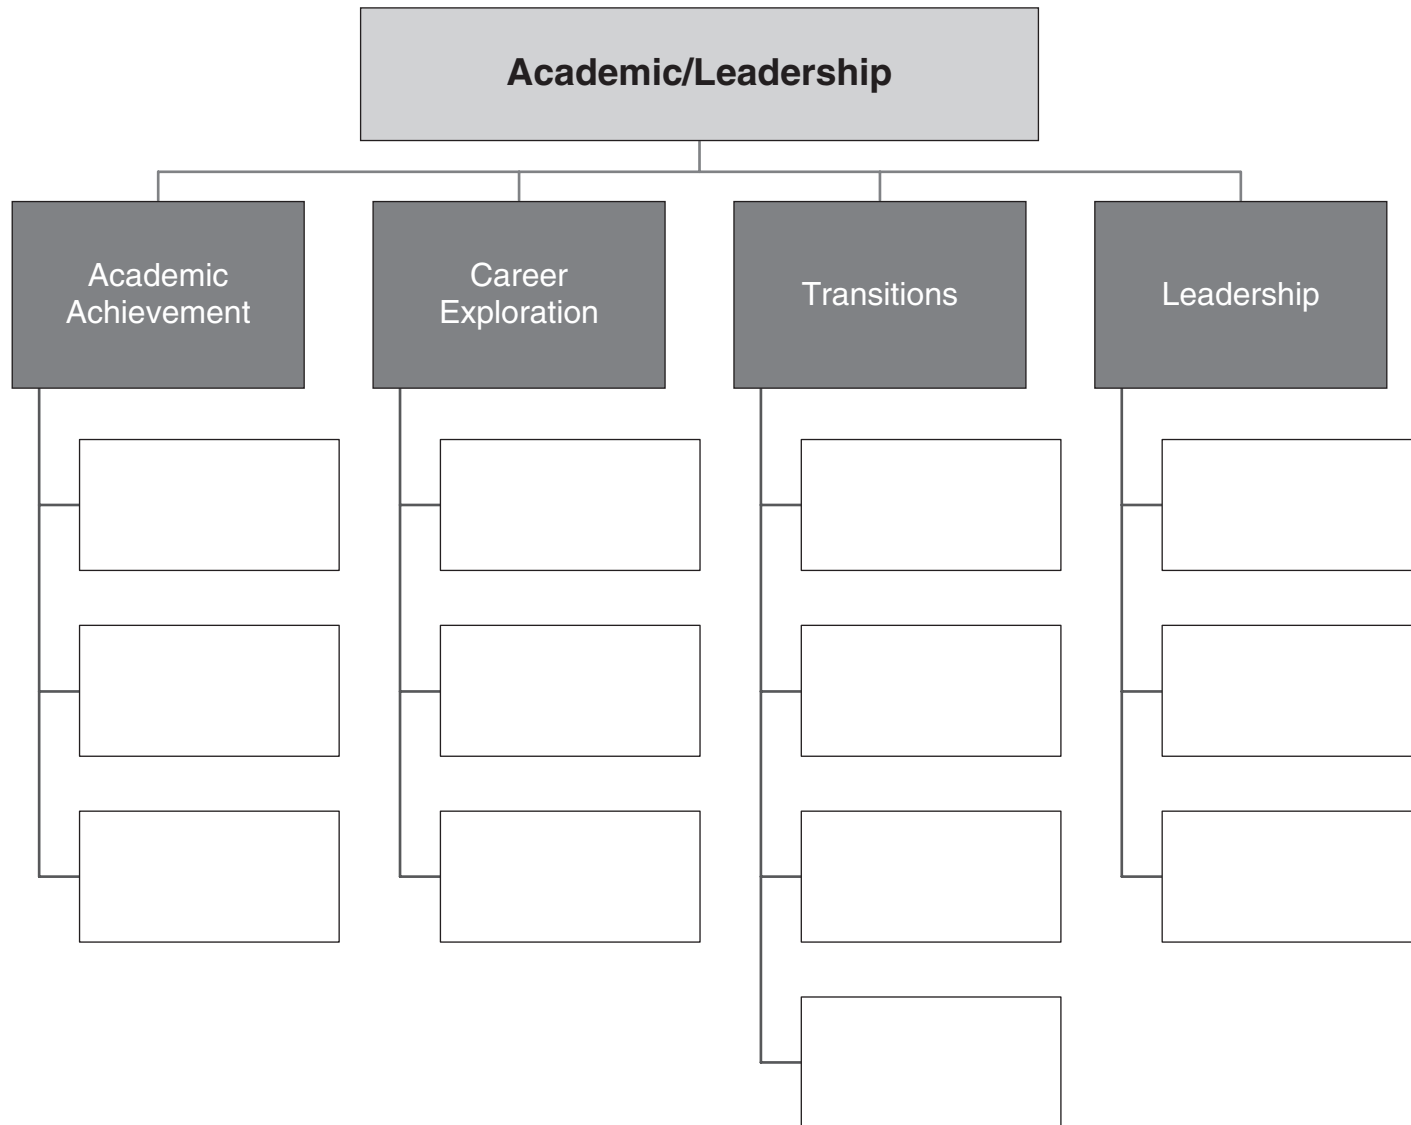 Academic/Leadership
Academic
Achievement
Career
Exploration
Transitions
Leadership